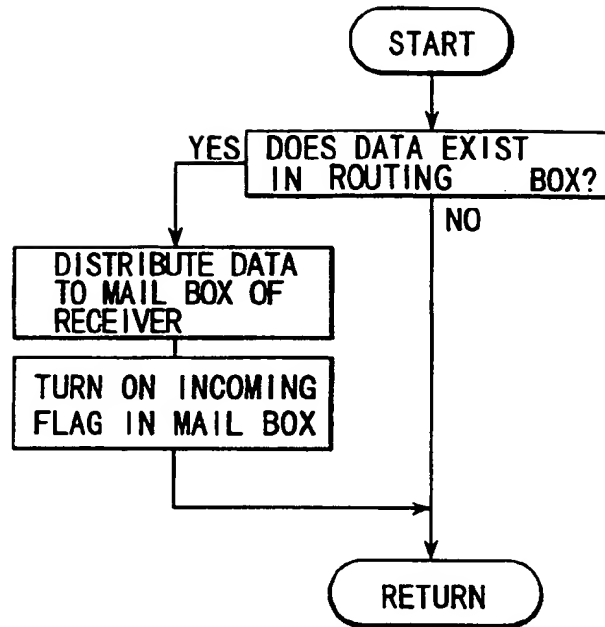 START
YES
DOES DATA EXIST
IN ROUTING BOX?
NO
DISTRIBUTE DATA
TO MAIL BOX OF
RECEIVER
TURN ON INCOMING
FLAG IN MAIL BOX
RETURN